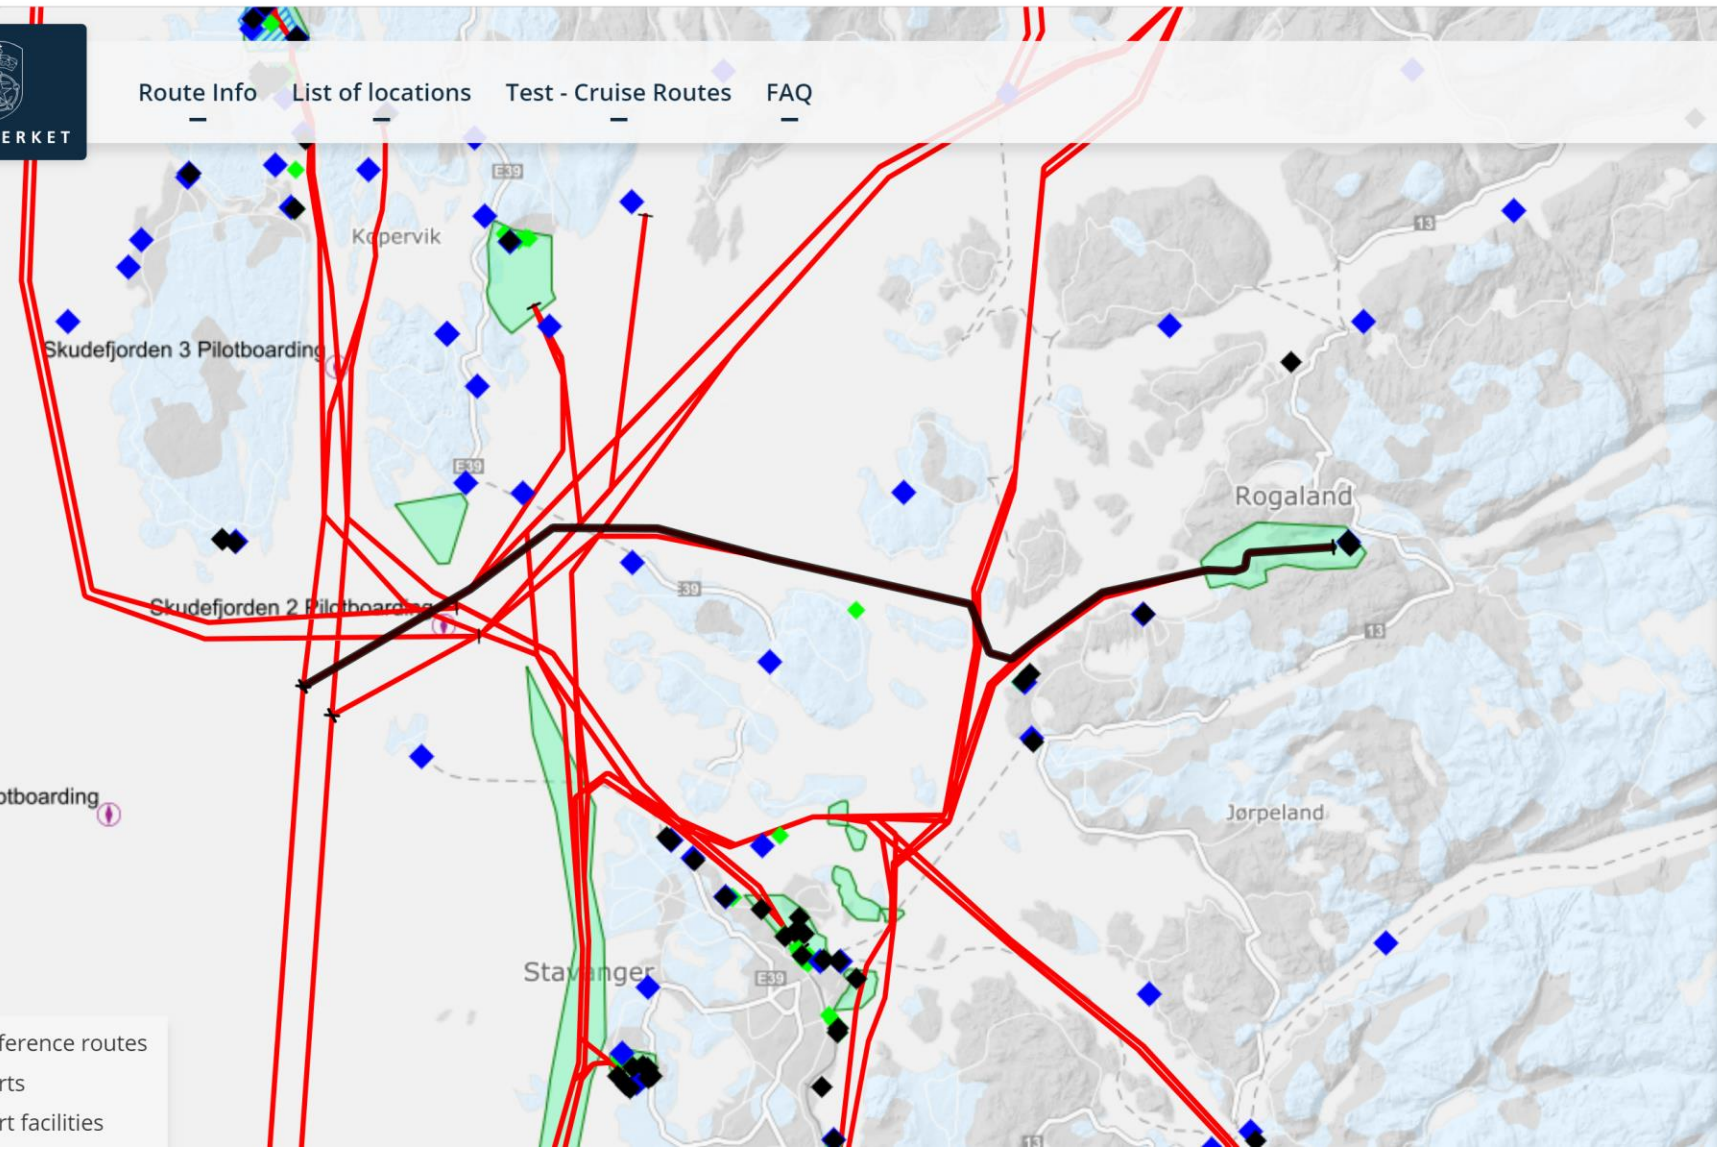 Route Info
List of locations
Test - Cruise Routes
FAQ
ERKET
E39
13
Kopervik
Skudefjorden 3 Pilotboarding
E39
Rogaland
E39
Skudefjorden 2 Pilotboarding
13
otboarding
Jørpeland
Stavanger
E39
ference routes
rts
rt facilities
13